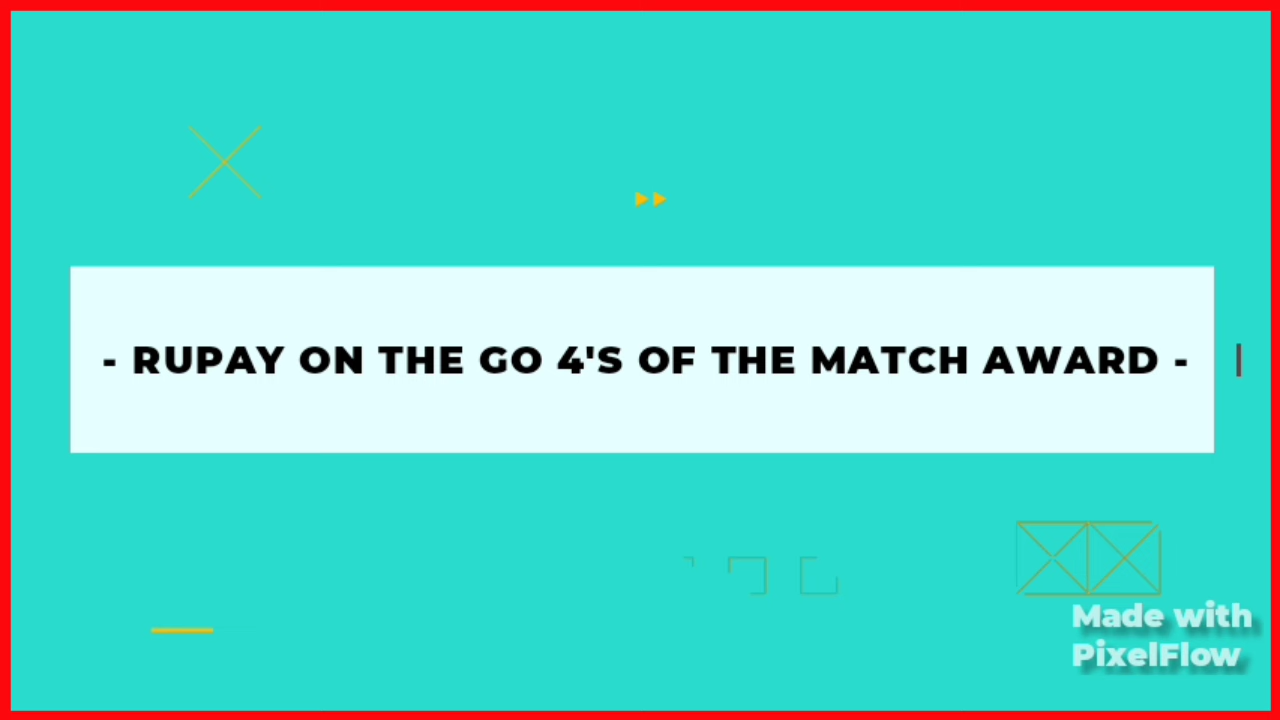 - RUPAY ON THE GO 4'S OF THE MATCH AWARD -
Made with
PixelFlow